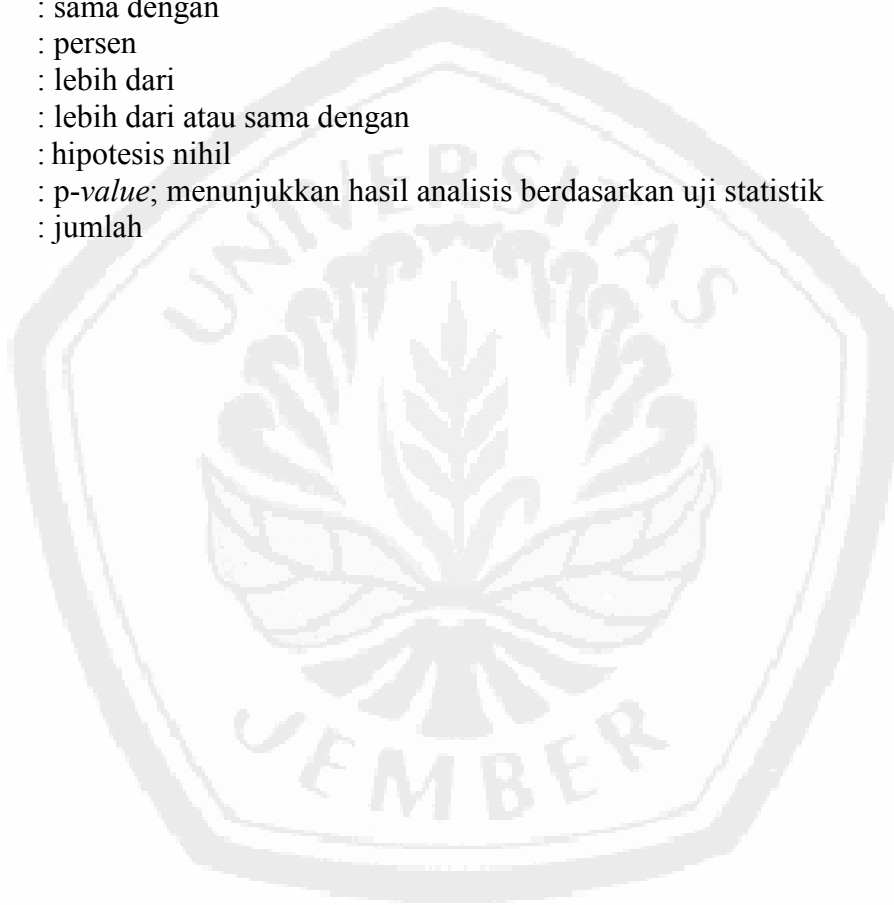 : sama dengan
: persen
: lebih dari
: lebih dari atau sama dengan
: hipotesis nihil
: p-value; menunjukkan hasil analisis berdasarkan uji statistik
: jumlah
UNIVERSITAS
JEMBER